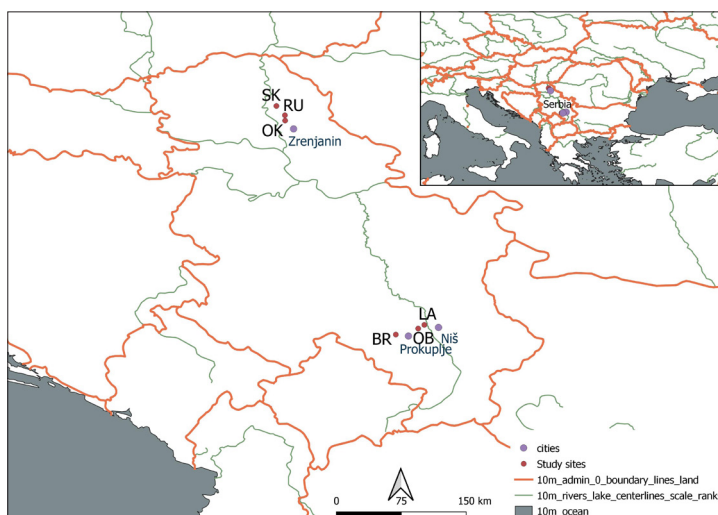 Serbia
SK
RU
OK
Zrenjanin
LA
BR
OB
Niš
Prokuplje
cities
Study sites
10m_admin_0_boundary_lines_land
10m_rivers_lake_centerlines_scale_rank
10m_ocean
0 75 150 km